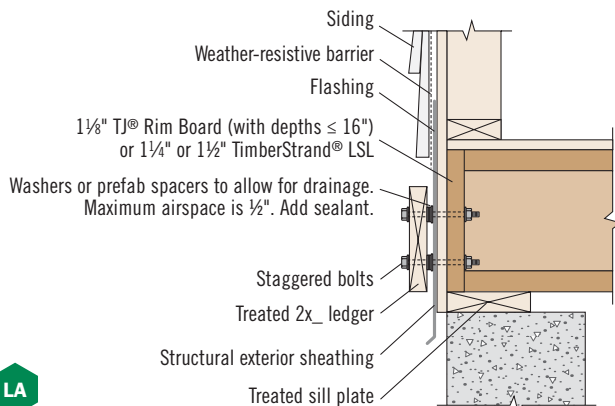 Siding
Weather-resistive barrier
Flashing
1⅛" TJ® Rim Board (with depths ≤ 16")
or 1¼" or 1½" TimberStrand® LSL
Washers or prefab spacers to allow for drainage.
Maximum airspace is ½". Add sealant.
Staggered bolts
Treated 2x_ ledger
Structural exterior sheathing
Treated sill plate
LA